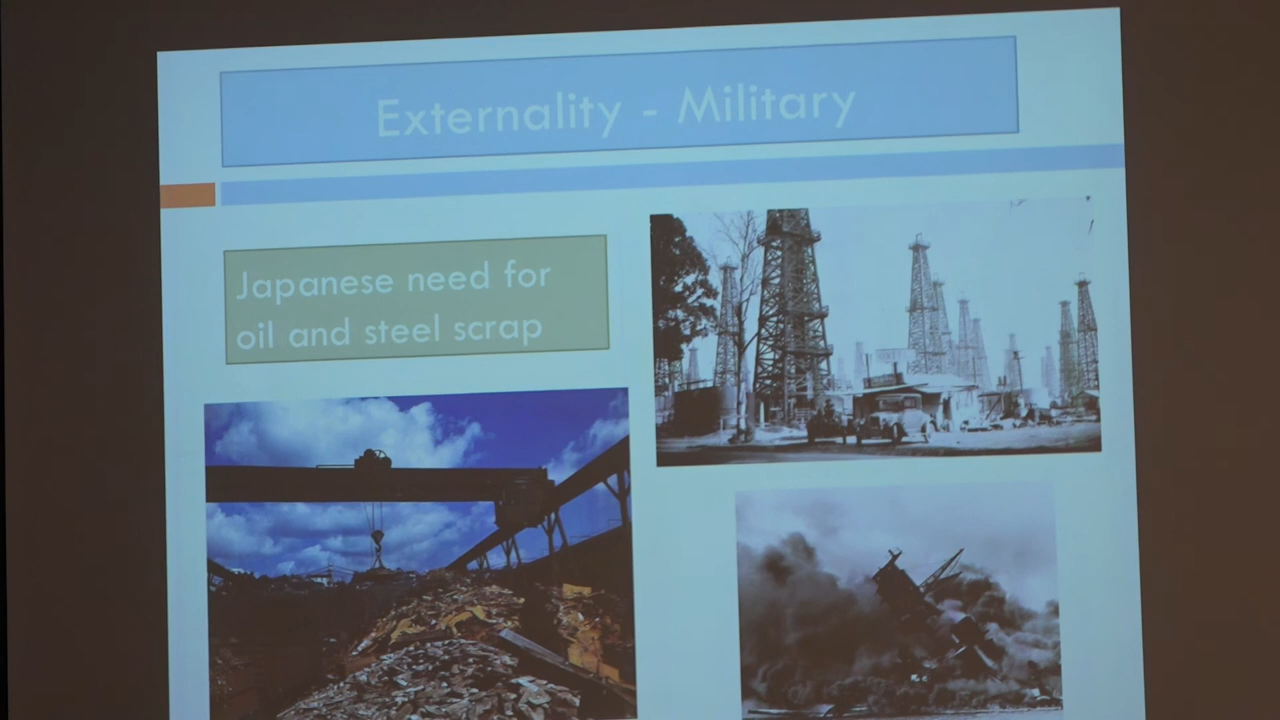 Externality - Military
Japanese need for
oil and steel scrap